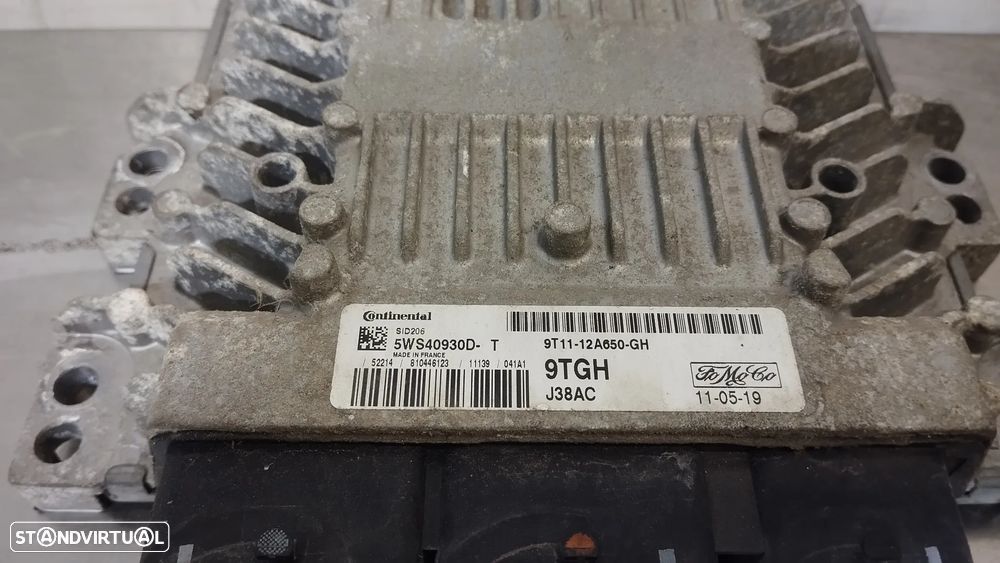 Continental
SID206
5WS40930D- T
MADE IN FRANCE
/ 52214 / 810446123 / 11139 / 041A1
9T11-12A650-GH
9TGH
J38AC
FoMoCo
11-05-19
STANDVIRTUAL